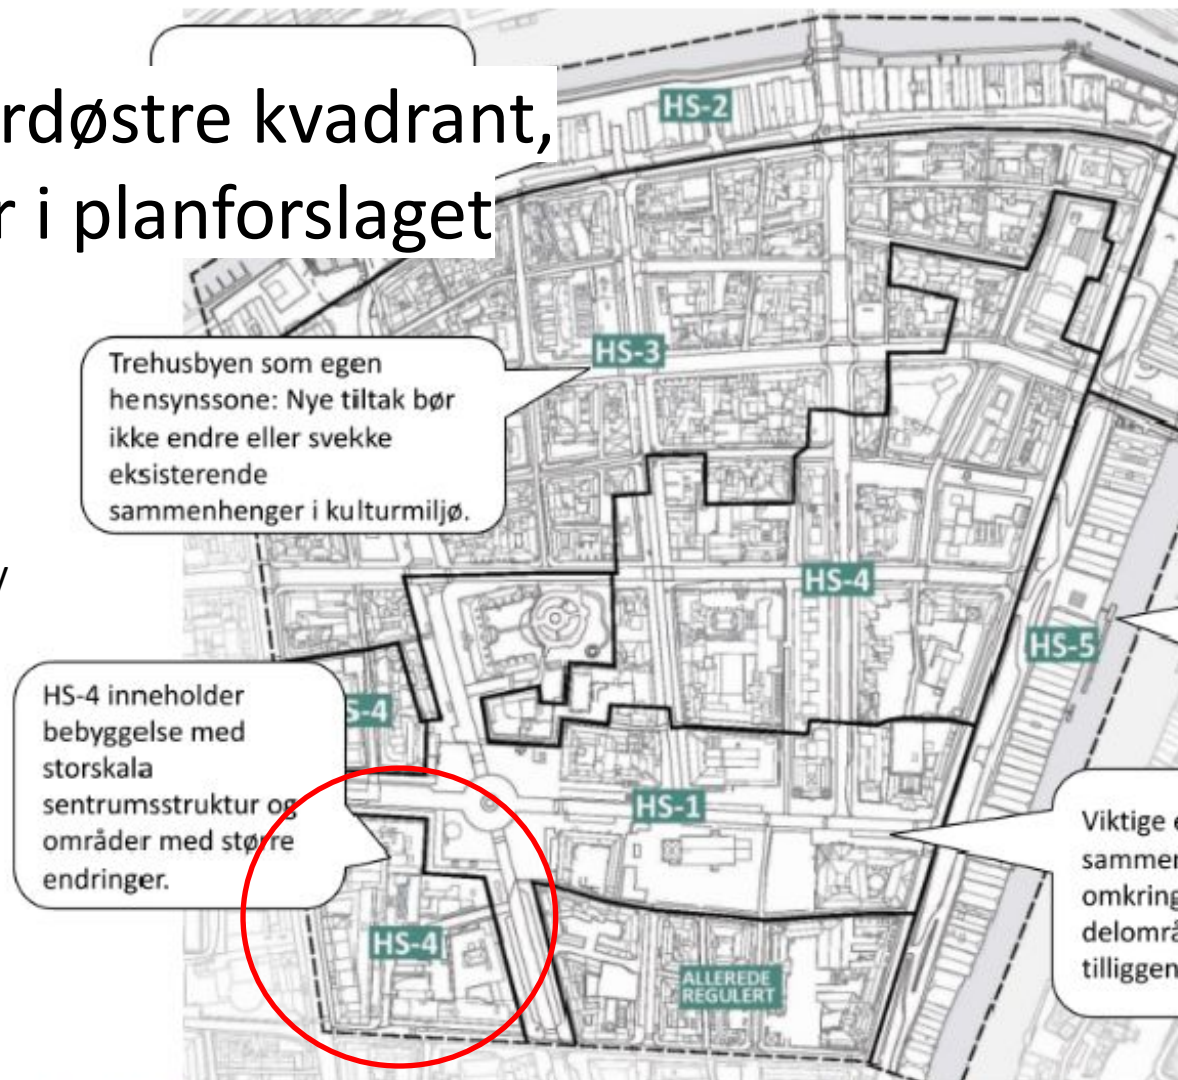 rdøstre kvadrant,
r i planforslaget
HS-2
HS-3
Trehusbyen som egen
hensynssone: Nye tiltak bør
ikke endre eller svekke
eksisterende
sammenhenger i kulturmiljø.
HS-4
HS-5
HS-4 inneholder
bebyggelse med
storskala
sentrumsstruktur og
områder med større
endringer.
S-4
HS-1
Viktige e
sammer
omkring
delområ
tilliggen
HS-4
ALLEREDE
REGULERT